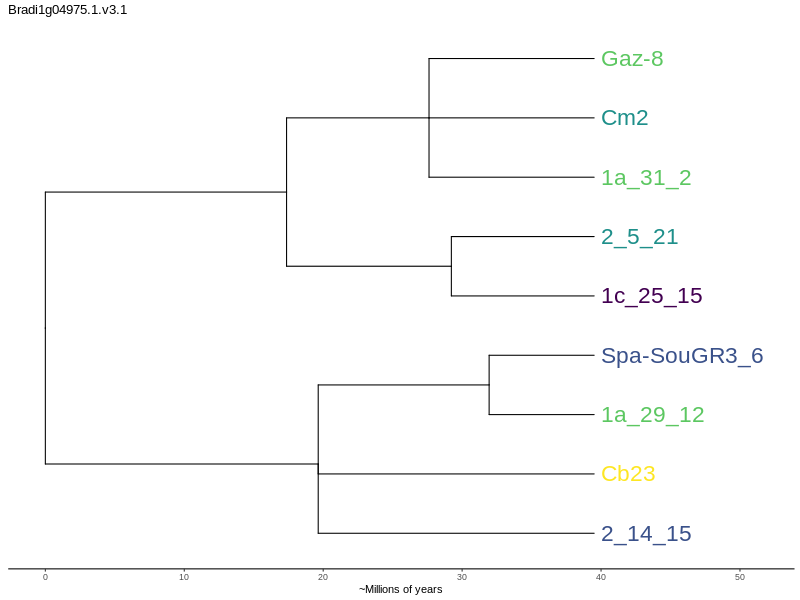 Bradi1g04975.1.v3.1
Gaz-8
Cm2
1a_31_2
2_5_21
1c_25_15
Spa-SouGR3_6
1a_29_12
Cb23
2_14_15
0 10 20 30 40 50
~Millions of years